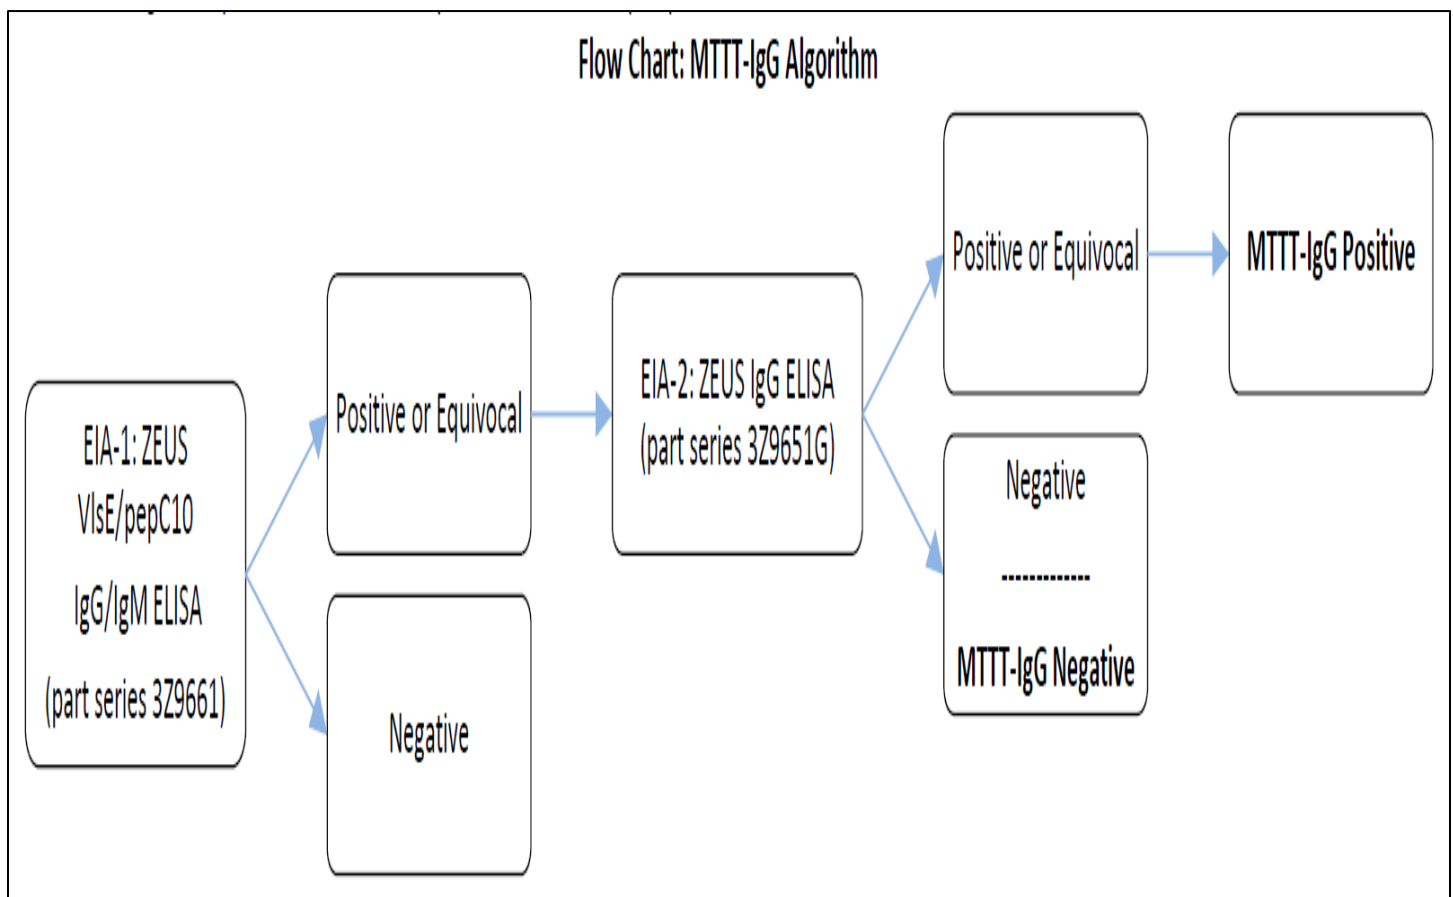 Flow Chart: MTTT-IgG Algorithm
EIA-1: ZEUS
VlsE/pepC10
IgG/IgM ELISA
(part series 3Z9661)
Positive or Equivocal
Negative
EIA-2: ZEUS IgG ELISA
(part series 3Z9651G)
Positive or Equivocal
Negative
-------------
MTTT-IgG Negative
MTTT-IgG Positive